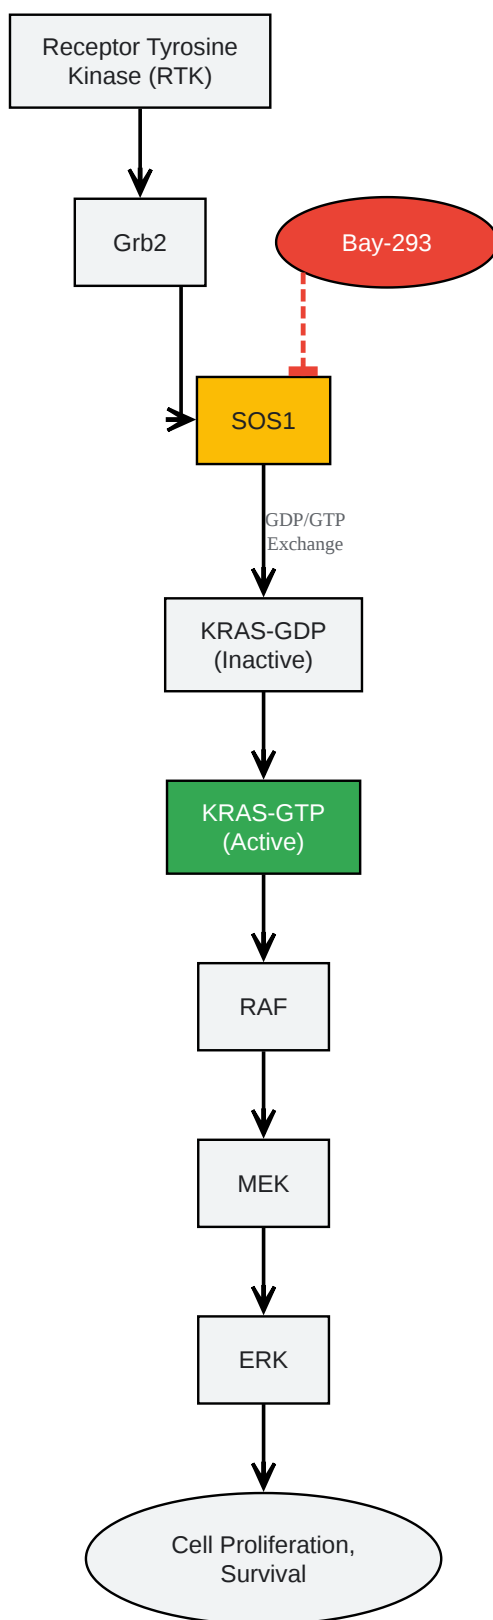 Receptor Tyrosine
Kinase (RTK)
Grb2
Bay-293
SOS1
GDP/GTP
Exchange
KRAS-GDP
(Inactive)
KRAS-GTP
(Active)
RAF
MEK
ERK
Cell Proliferation,
Survival